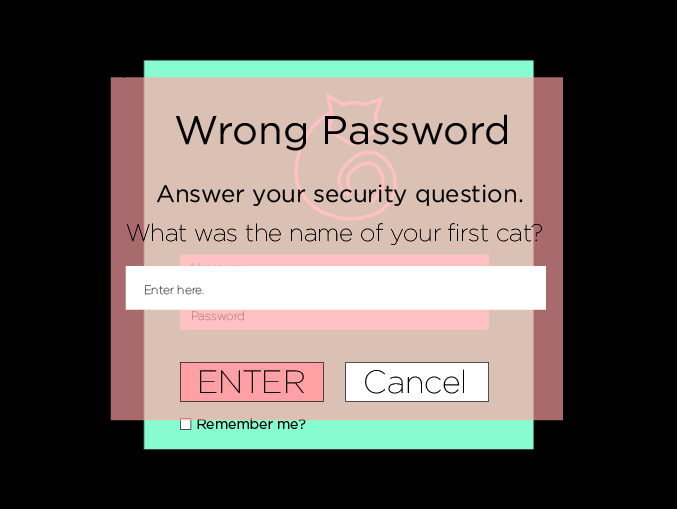 Wrong Password
Answer your security question.
What was the name of your first cat?
Enter here.
Password
ENTER
Cancel
Remember me?